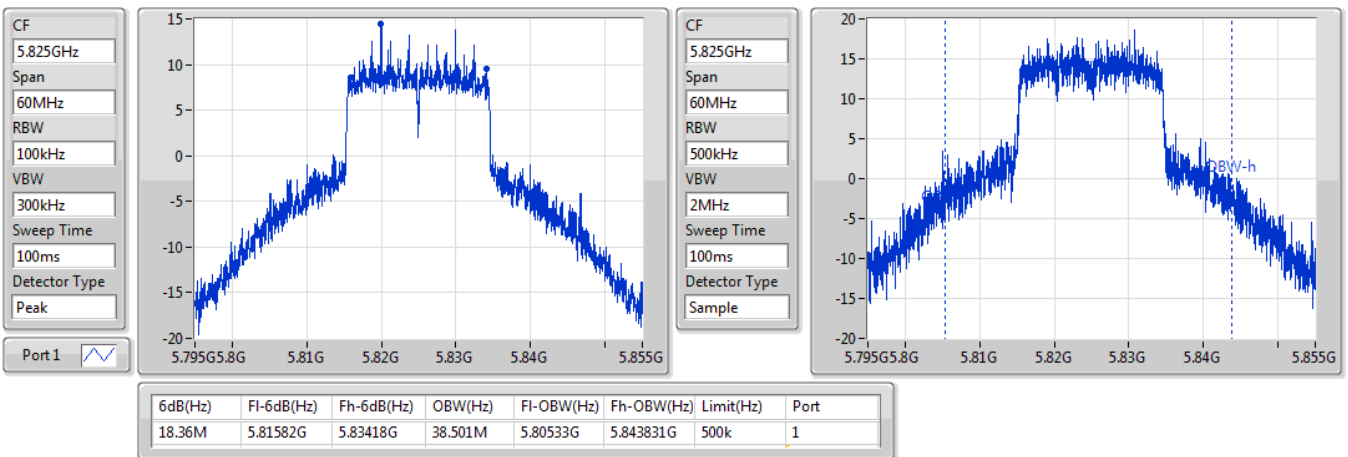 CF
5.825GHz
Span
60MHz
RBW
100kHz
VBW
300kHz
Sweep Time
100ms
Detector Type
Peak
Port 1
15
10
5
0
-5
-10
-15
-20
5.795G 5.8G 5.81G 5.82G 5.83G 5.84G 5.855G
CF
5.825GHz
Span
60MHz
RBW
500kHz
VBW
2MHz
Sweep Time
100ms
Detector Type
Sample
20
15
10
5
0
-5
-10
-15
-20
OBW-h
5.795G 5.8G 5.81G 5.82G 5.83G 5.84G 5.855G
6dB(Hz) Fl-6dB(Hz) Fh-6dB(Hz) OBW(Hz) Fl-OBW(Hz) Fh-OBW(Hz) Limit(Hz) Port
18.36M 5.81582G 5.83418G 38.501M 5.80533G 5.843831G 500k 1